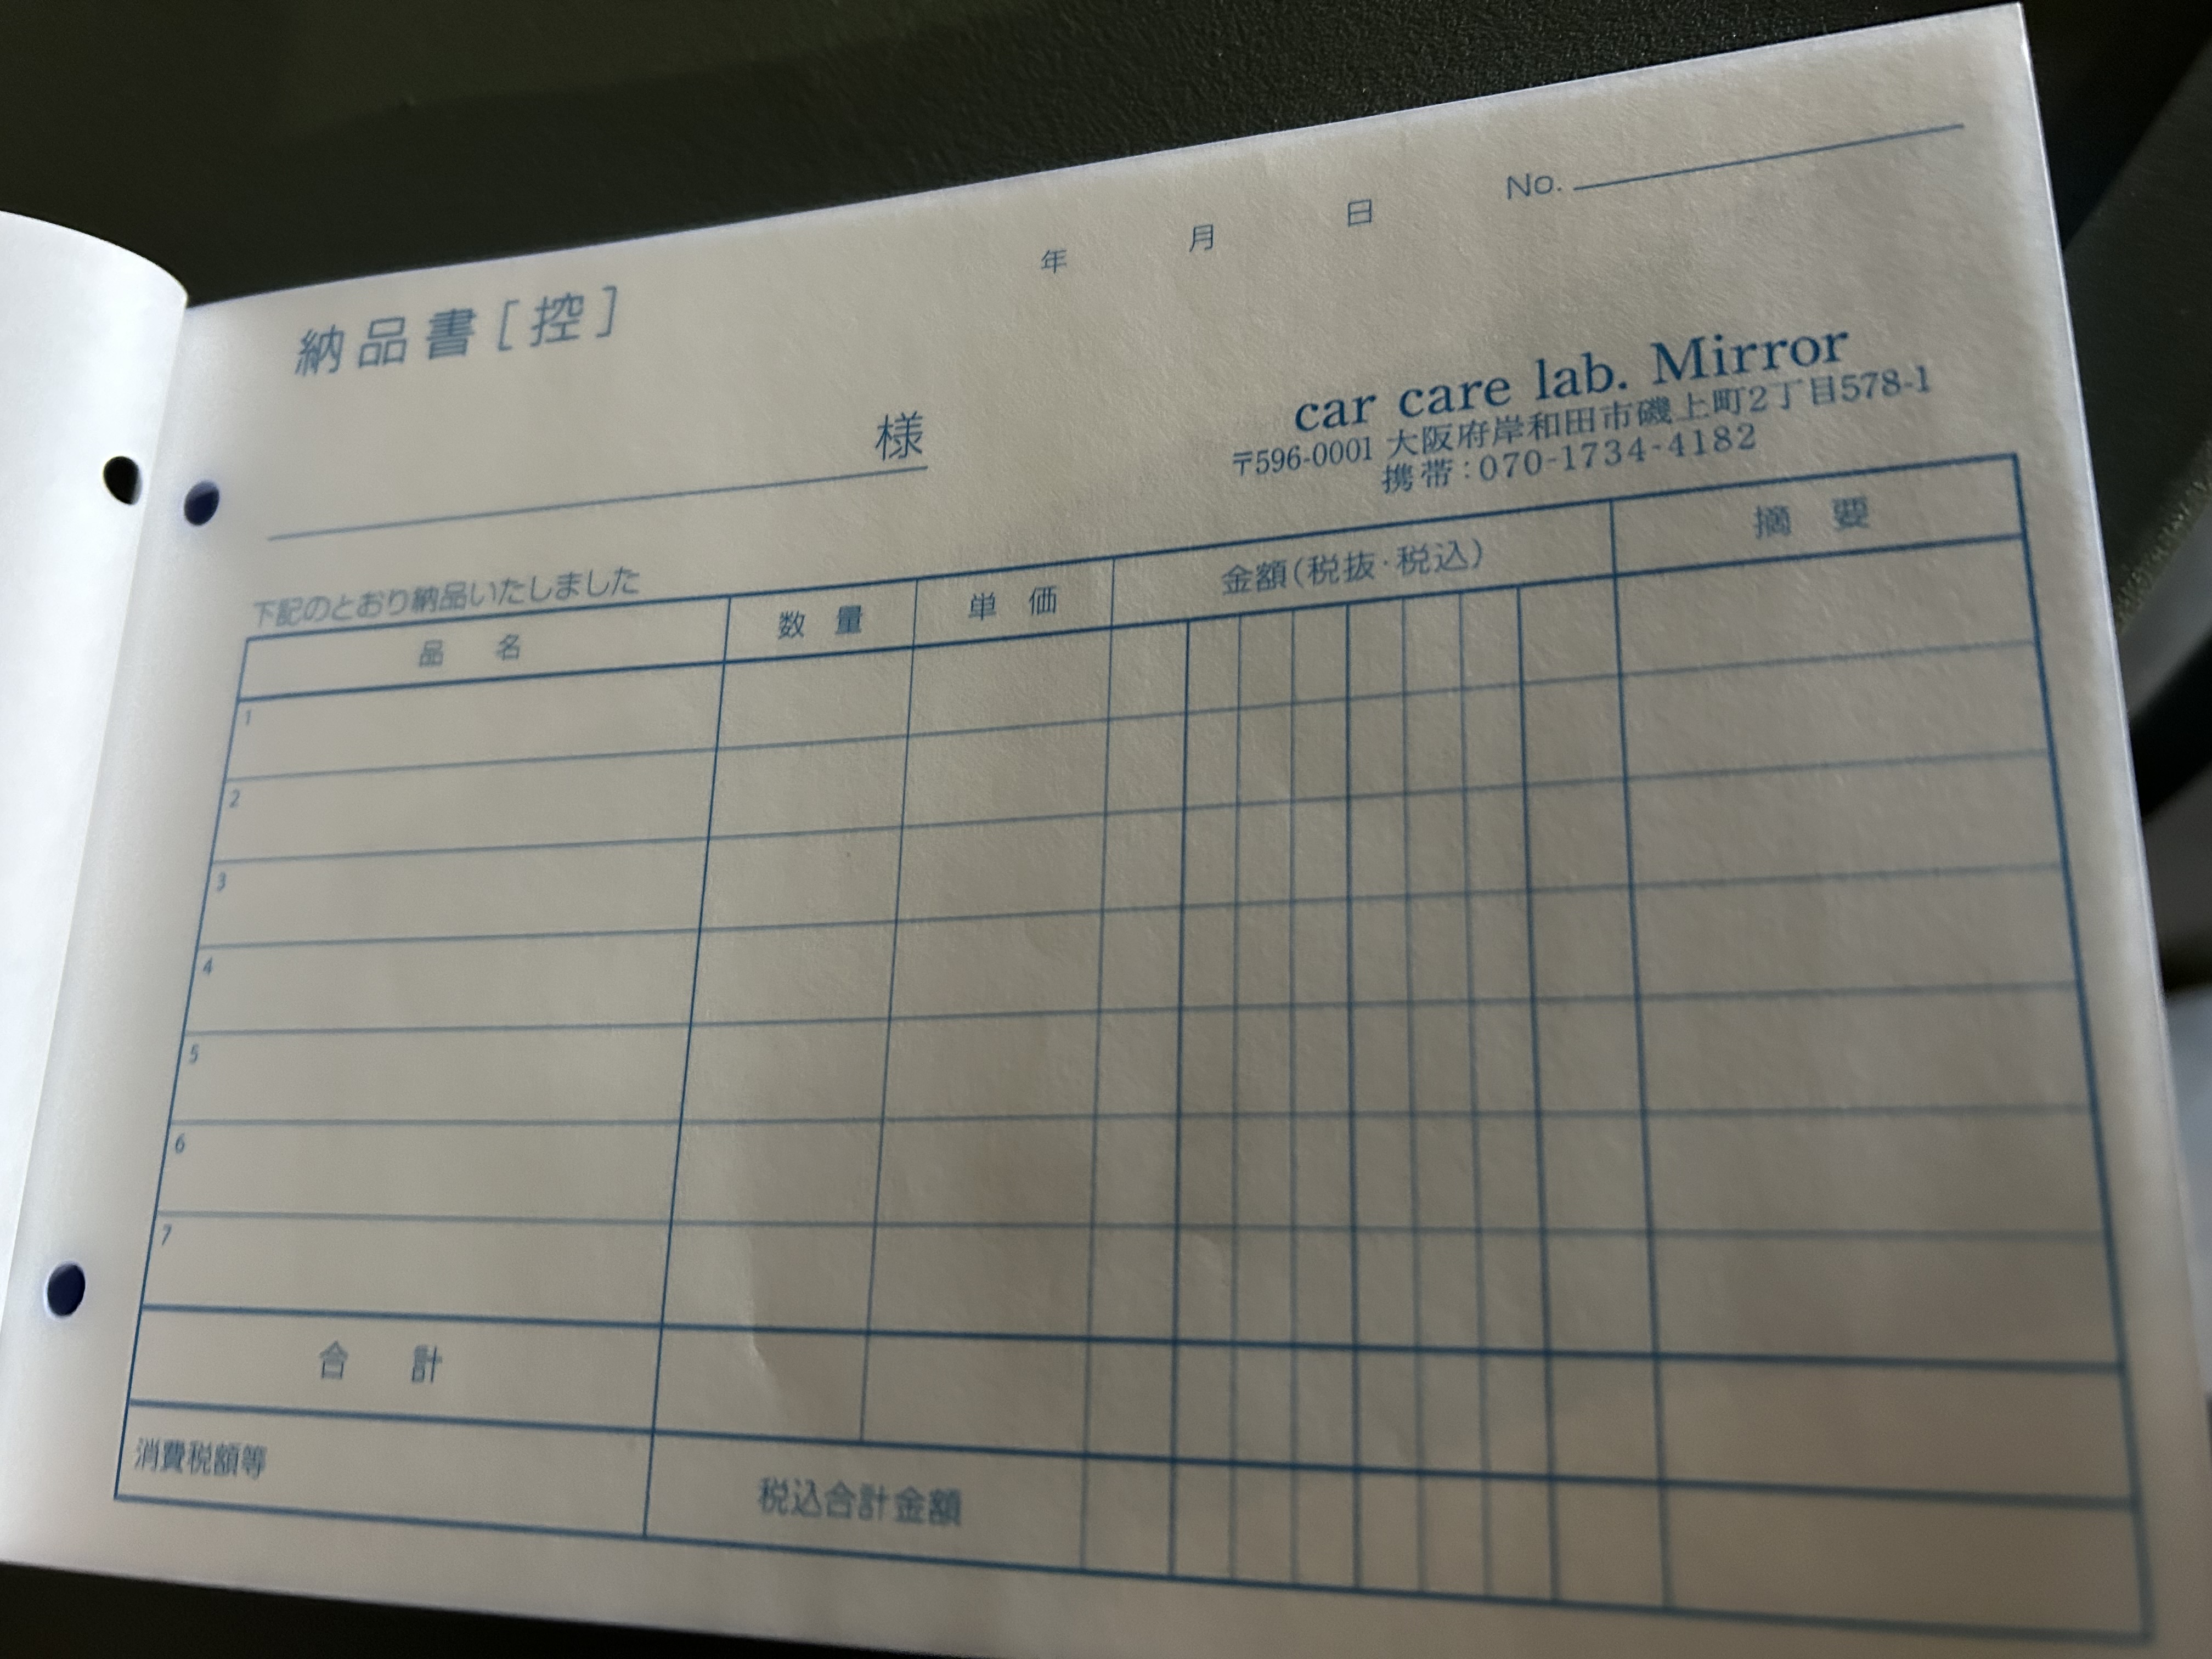 No.
年 月 日
納品書[控]
様
car care lab. Mirror
〒596-0001 大阪府岸和田市磯上町2丁目578-1
携帯:070-1734-4182
下記のとおり納品いたしました
品 名 数 量 単 価 金額(税抜・税込) 摘 要
1
2
3
4
5
6
7
合 計
消費税額等 税込合計金額